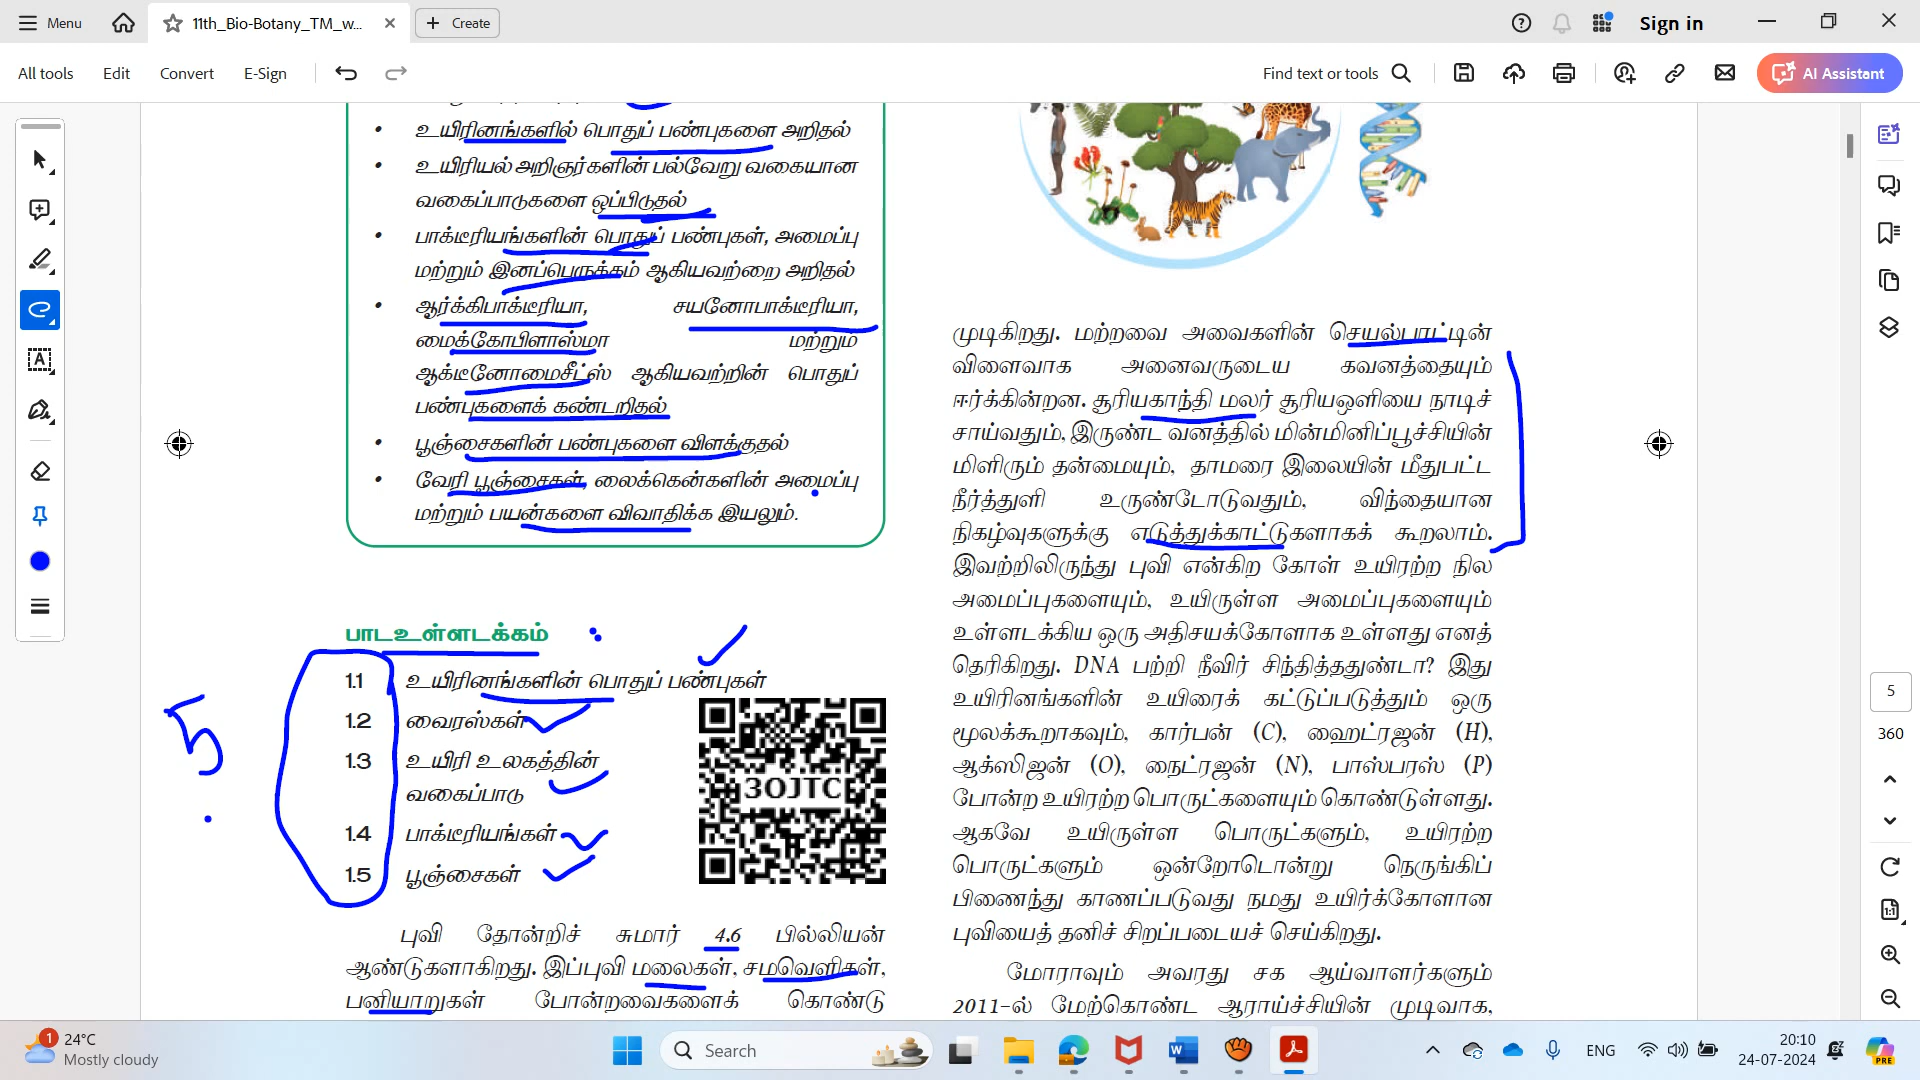 Menu
11th_Bio-Botany_TM_w...
Create
Sign in
All tools
Edit
Convert
E-Sign
Find text or tools
AI Assistant
உயிரினங்களில் பொதுப் பண்புகளை அறிதல்
உயிரியல் அறிஞர்களின் பல்வேறு வகையான
வகைப்பாடுகளை ஒப்பிடுதல்
பாக்டீரியங்களின் பொதுப் பண்புகள், அமைப்பு
மற்றும் இனப்பெருக்கம் ஆகியவற்றை அறிதல்
ஆர்க்கிபாக்டீரியா, சயனோபாக்டீரியா,
மைக்கோபிளாஸ்மா மற்றும்
ஆக்டீனோமைசீட்ஸ் ஆகியவற்றின் பொதுப்
பண்புகளைக் கண்டறிதல்
பூஞ்சைகளின் பண்புகளை விளக்குதல்
வேரி பூஞ்சைகள், லைக்கென்களின் அமைப்பு
மற்றும் பயன்களை விவாதிக்க இயலும்.
பாடஉள்ளடக்கம்
1.1 உயிரினங்களின் பொதுப் பண்புகள்
1.2 வைரஸ்கள்
1.3 உயிரி உலகத்தின்
வகைப்பாடு
1.4 பாக்டீரியங்கள்
1.5 பூஞ்சைகள்
5
3OJTCE
புவி தோன்றிச் சுமார் 4.6 பில்லியன்
ஆண்டுகளாகிறது. இப்புவி மலைகள், சமவெளிகள்,
பனியாறுகள் போன்றவைகளைக் கொண்டு
முடிகிறது. மற்றவை அவைகளின் செயல்பாட்டின்
விளைவாக அனைவருடைய கவனத்தையும்
ஈர்க்கின்றன. சூரியகாந்தி மலர் சூரியஒளியை நாடிச்
சாய்வதும், இருண்ட வனத்தில் மின்மினிப்பூச்சியின்
மிளிரும் தன்மையும், தாமரை இலையின் மீதுபட்ட
நீர்த்துளி உருண்டோடுவதும், விந்தையான
நிகழ்வுகளுக்கு எடுத்துக்காட்டுகளாகக் கூறலாம்.
இவற்றிலிருந்து புவி என்கிற கோள் உயிரற்ற நில
அமைப்புகளையும், உயிருள்ள அமைப்புகளையும்
உள்ளடக்கிய ஒரு அதிசயக்கோளாக உள்ளது எனத்
தெரிகிறது. DNA பற்றி நீவிர் சிந்தித்ததுண்டா? இது
உயிரினங்களின் உயிரைக் கட்டுப்படுத்தும் ஒரு
மூலக்கூறாகவும், கார்பன் (C), ஹைட்ரஜன் (H),
ஆக்ஸிஜன் (O), நைட்ரஜன் (N), பாஸ்பரஸ் (P)
போன்ற உயிரற்ற பொருட்களையும் கொண்டுள்ளது.
ஆகவே உயிருள்ள பொருட்களும், உயிரற்ற
பொருட்களும் ஒன்றோடொன்று நெருங்கிப்
பிணைந்து காணப்படுவது நமது உயிர்க்கோளான
புவியைத் தனிச் சிறப்படையச் செய்கிறது.
மோராவும் அவரது சக ஆய்வாளர்களும்
2011-ல் மேற்கொண்ட ஆராய்ச்சியின் முடிவாக,
5
360
1
24°C
Mostly cloudy
Search
ENG
20:10
24-07-2024
PRE